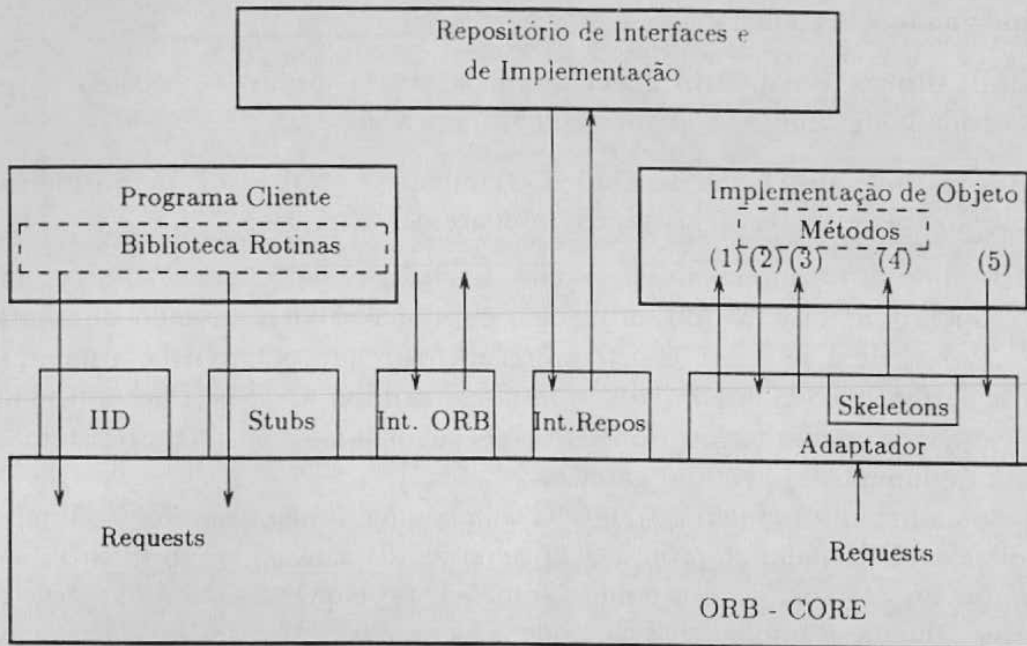 Repositório de Interfaces e
de Implementação
Programa Cliente
Biblioteca Rotinas
Implementação de Objeto
Métodos
(1) (2) (3) (4) (5)
IID
Stubs
Int. ORB
Int.Repos
Skeletons
Adaptador
Requests
Requests
ORB - CORE